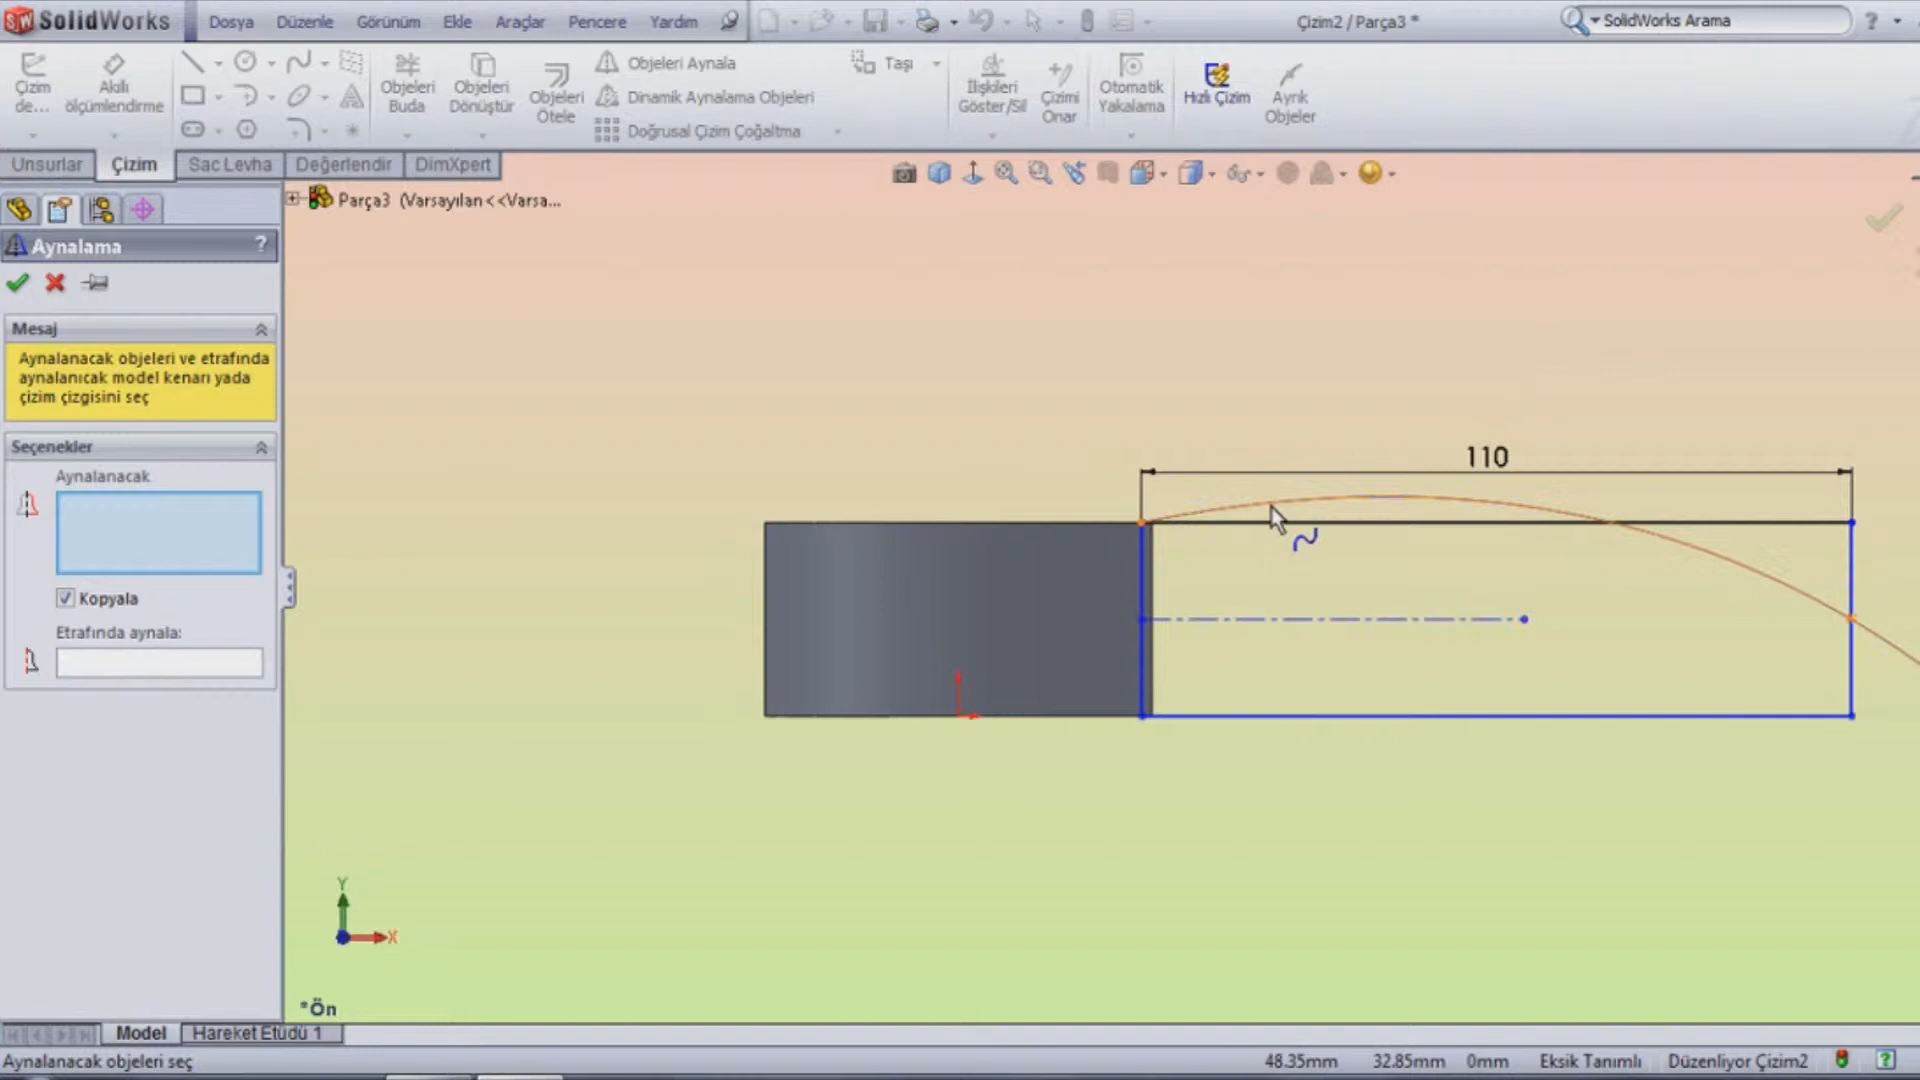 SolidWorks
Dosya Düzenle Görünüm Ekle Araçlar Pencere Yardım
Çizim2 / Parça3 *
SolidWorks Arama
?
Çizim
de...
Akıllı
ölçümlendirme
Objeleri
Buda
Objeleri
Dönüştür
Objeleri
Ötele
Objeleri Aynala
Dinamik Aynalama Objeleri
Doğrusal Çizim Çoğaltma
Taşı
İlişkileri
Göster/Sil
Çizimi
Onar
Otomatik
Yakalama
Hızlı Çizim
Ayrık
Objeler
Unsurlar Çizim Sac Levha Değerlendir DimXpert
Parça3 (Varsayılan<<Varsa...
Aynalama ?
Mesaj
Aynalanacak objeleri ve etrafında
aynalanıcak model kenarı yada
çizim çizgisini seç
Seçenekler
Aynalanacak
Kopyala
Etrafında aynala:
110
Y
X
*Ön
Model Hareket Etüdü 1
Aynalanacak objeleri seç
48.35mm 32.85mm 0mm Eksik Tanımlı Düzenliyor Çizim2 ?